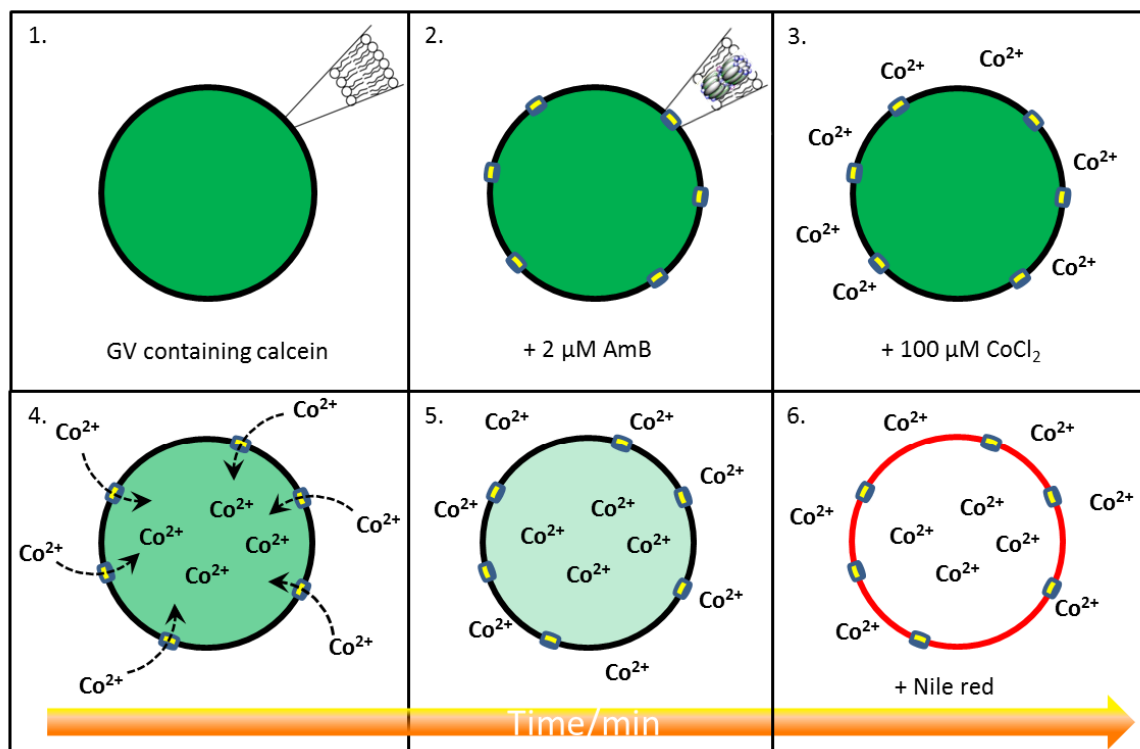 1.
GV containing calcein
2.
+ 2 μM AmB
3.
Co²⁺ Co²⁺
Co²⁺
Co²⁺
Co²⁺
Co²⁺
Co²⁺
+ 100 μM CoCl₂
4.
Co²⁺
Co²⁺
Co²⁺
Co²⁺
Co²⁺
Co²⁺
Co²⁺
Co²⁺
Co²⁺
Co²⁺
5.
Co²⁺
Co²⁺
Co²⁺
Co²⁺
Co²⁺
Co²⁺
Co²⁺
Co²⁺
Co²⁺
Co²⁺
Co²⁺
6.
Co²⁺
Co²⁺
Co²⁺
Co²⁺
Co²⁺
Co²⁺
Co²⁺
Co²⁺
Co²⁺
Co²⁺
+ Nile red
Time/min